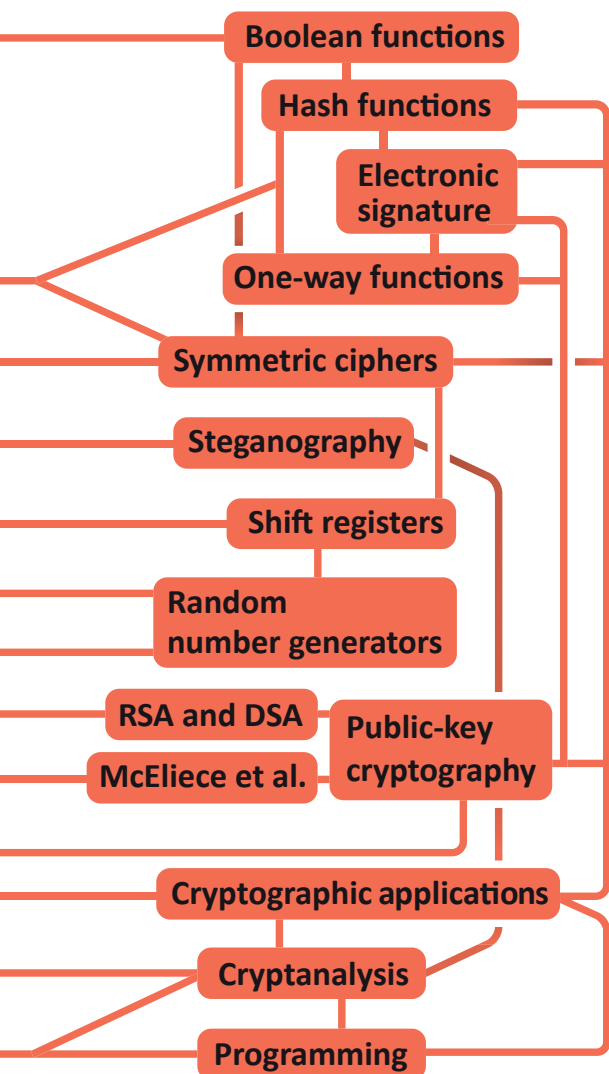 Boolean functions
Hash functions
Electronic
signature
One-way functions
Symmetric ciphers
Steganography
Shift registers
Random
number generators
RSA and DSA
Public-key
cryptography
McEliece et al.
Cryptographic applications
Cryptanalysis
Programming